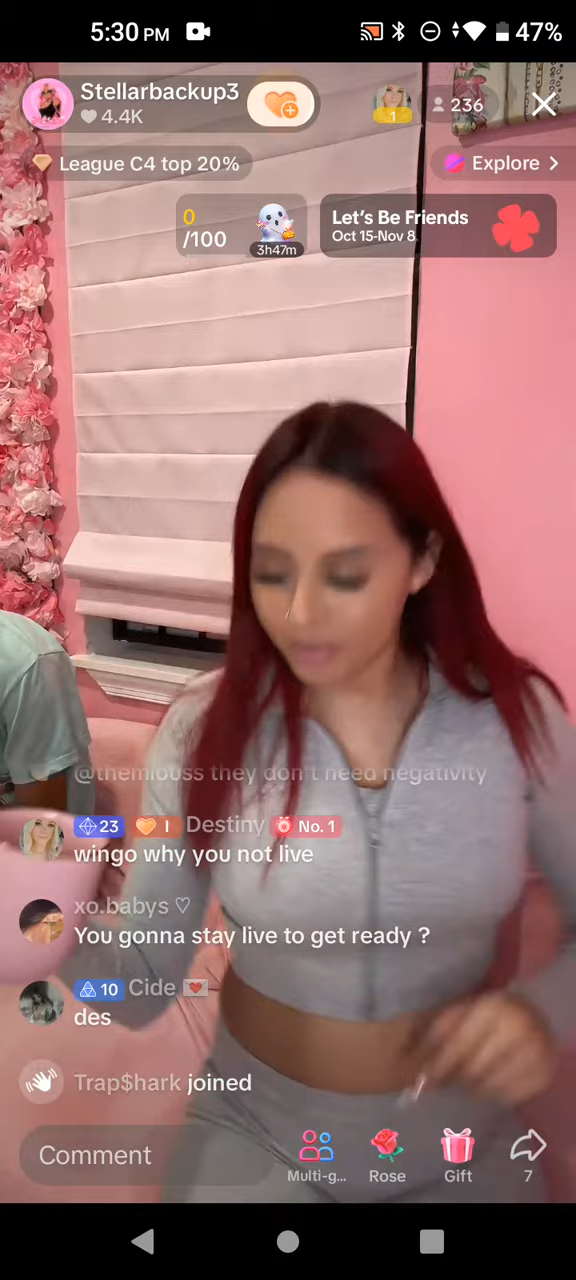 5:30 PM
47%
Stellarbackup3
4.4K
1
236
League C4 top 20%
Explore >
0
/100
3h47m
Let's Be Friends
Oct 15-Nov 8
@themlouss they don't need negativity
23 I Destiny No. 1
wingo why you not live
xo.babys ♡
You gonna stay live to get ready ?
10 Cide 💌
des
Trap$hark joined
Comment
Multi-g...
Rose
Gift
7